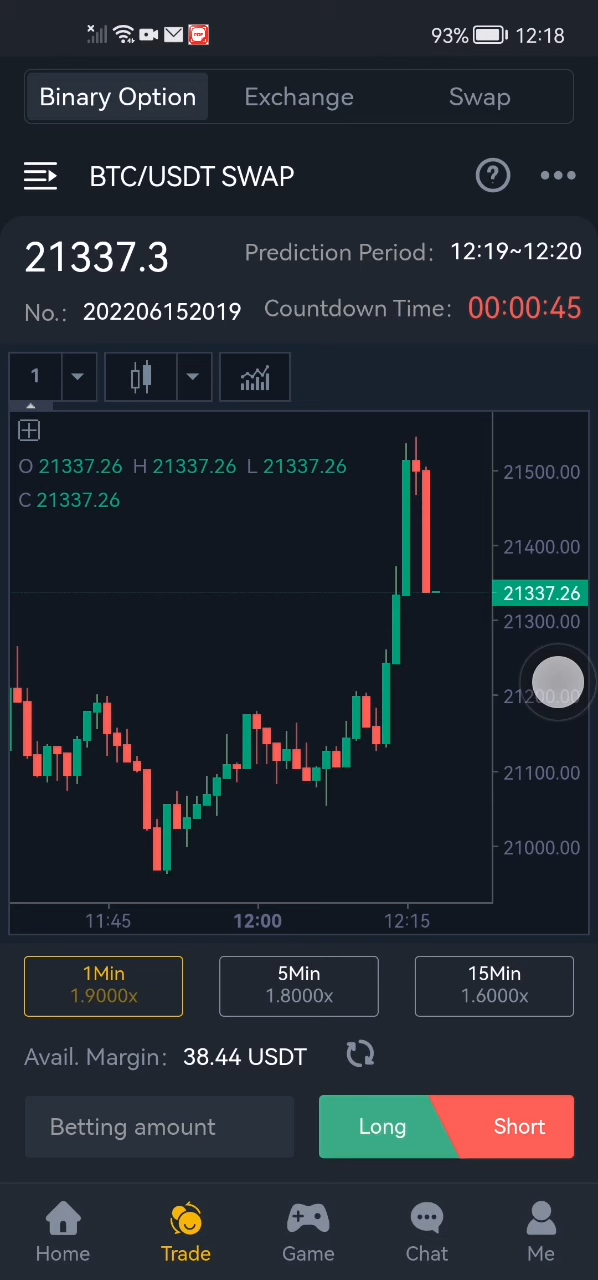 93% 12:18
Binary Option Exchange Swap
BTC/USDT SWAP
21337.3 Prediction Period: 12:19~12:20
No.: 202206152019 Countdown Time: 00:00:45
1
O 21337.26 H 21337.26 L 21337.26
C 21337.26
21500.00
21400.00
21337.26
21300.00
21200.00
21100.00
21000.00
11:45 12:00 12:15
1Min 5Min 15Min
1.9000x 1.8000x 1.6000x
Avail. Margin: 38.44 USDT
Betting amount Long Short
Home Trade Game Chat Me